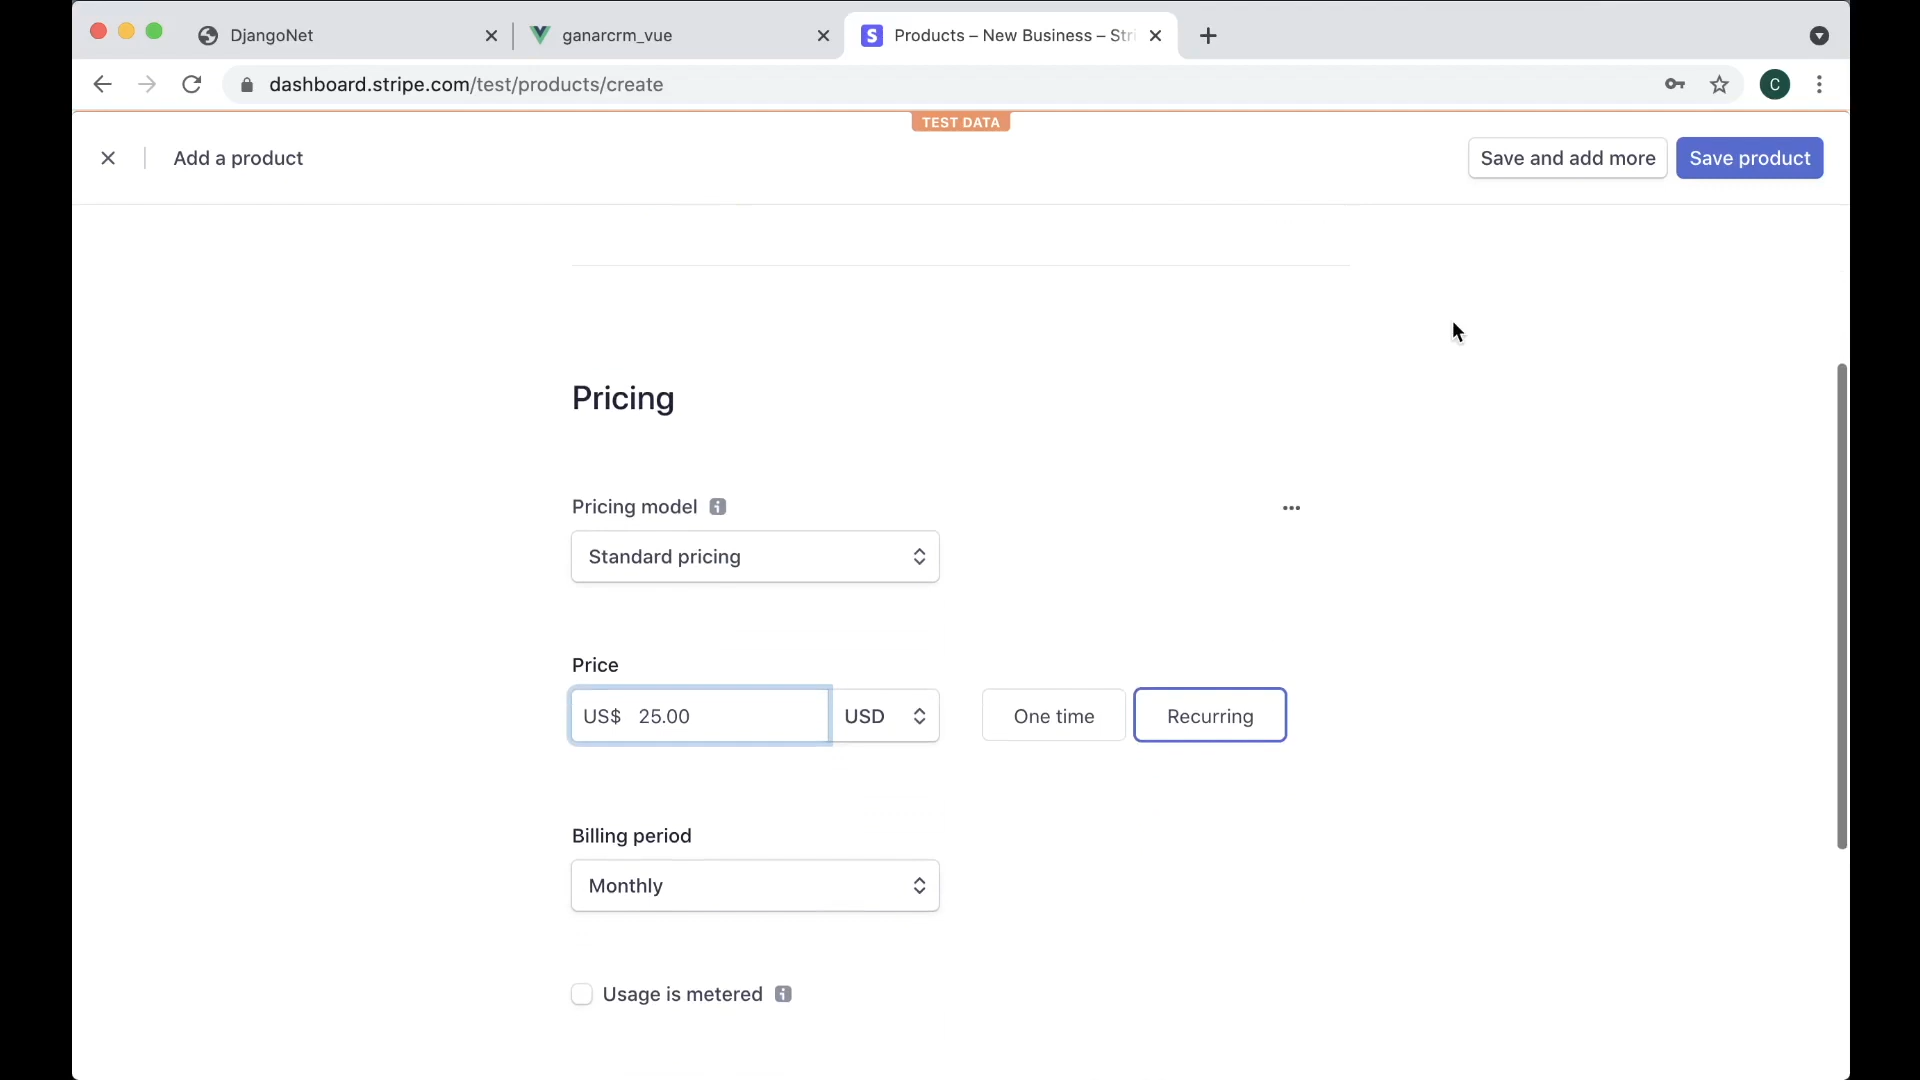 DjangoNet
ganarcrm_vue
Products – New Business – Stri
dashboard.stripe.com/test/products/create
C
TEST DATA
Add a product
Save and add more
Save product
Pricing
Pricing model
Standard pricing
Price
US$ 25.00
USD
One time
Recurring
Billing period
Monthly
Usage is metered